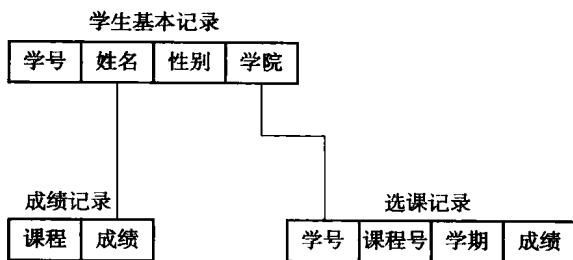 学生基本记录
学号 姓名 性别 学院
成绩记录
课程 成绩
选课记录
学号 课程号 学期 成绩